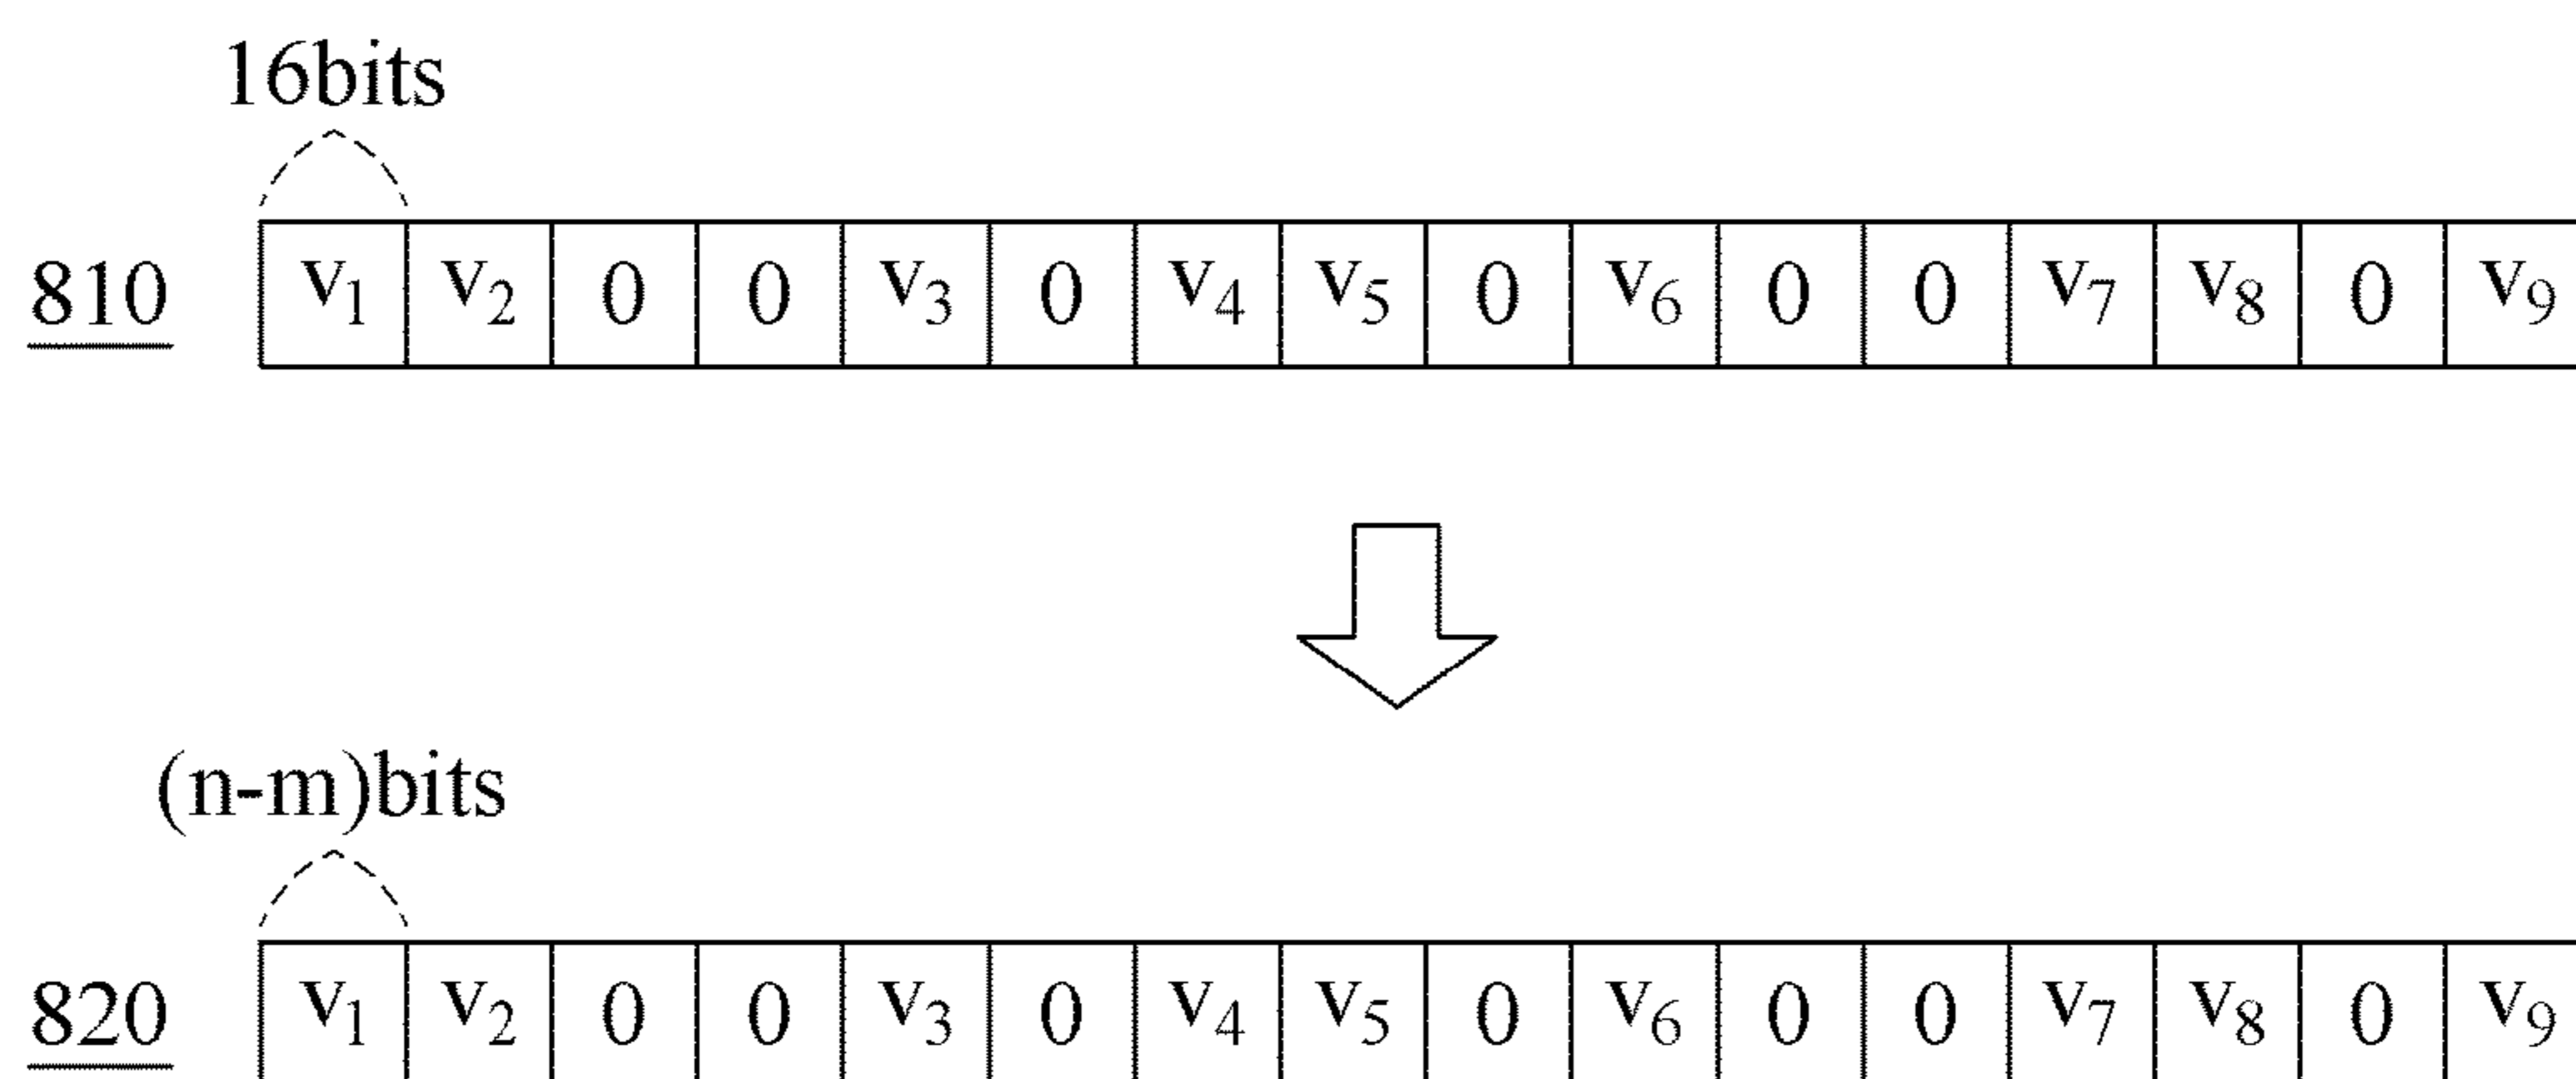 16bits
810 v₁ v₂ 0 0 v₃ 0 v₄ v₅ 0 v₆ 0 0 v₇ v₈ 0 v₉
(n-m)bits
820 v₁ v₂ 0 0 v₃ 0 v₄ v₅ 0 v₆ 0 0 v₇ v₈ 0 v₉